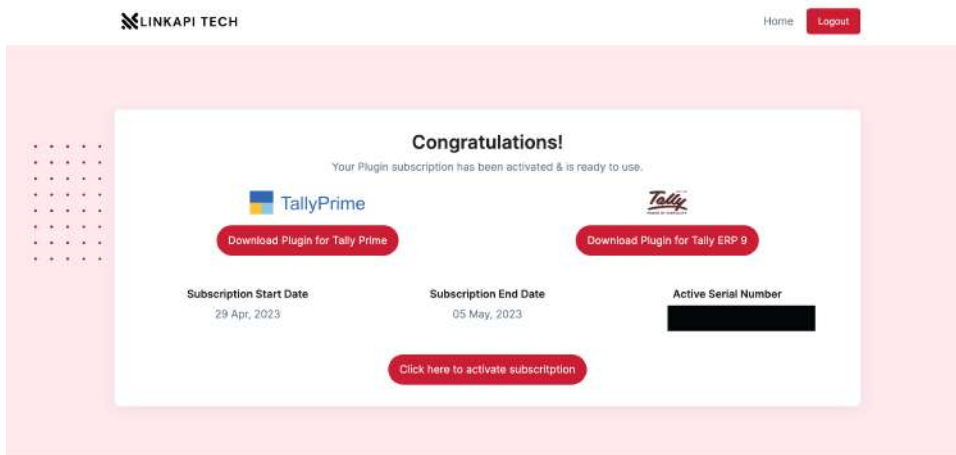 LINKAPI TECH
Home
Logout
Congratulations!
Your Plugin subscription has been activated & is ready to use.
TallyPrime
Tally
Download Plugin for Tally Prime
Download Plugin for Tally ERP 9
Subscription Start Date
Subscription End Date
Active Serial Number
29 Apr, 2023
05 May, 2023
Click here to activate subscritption